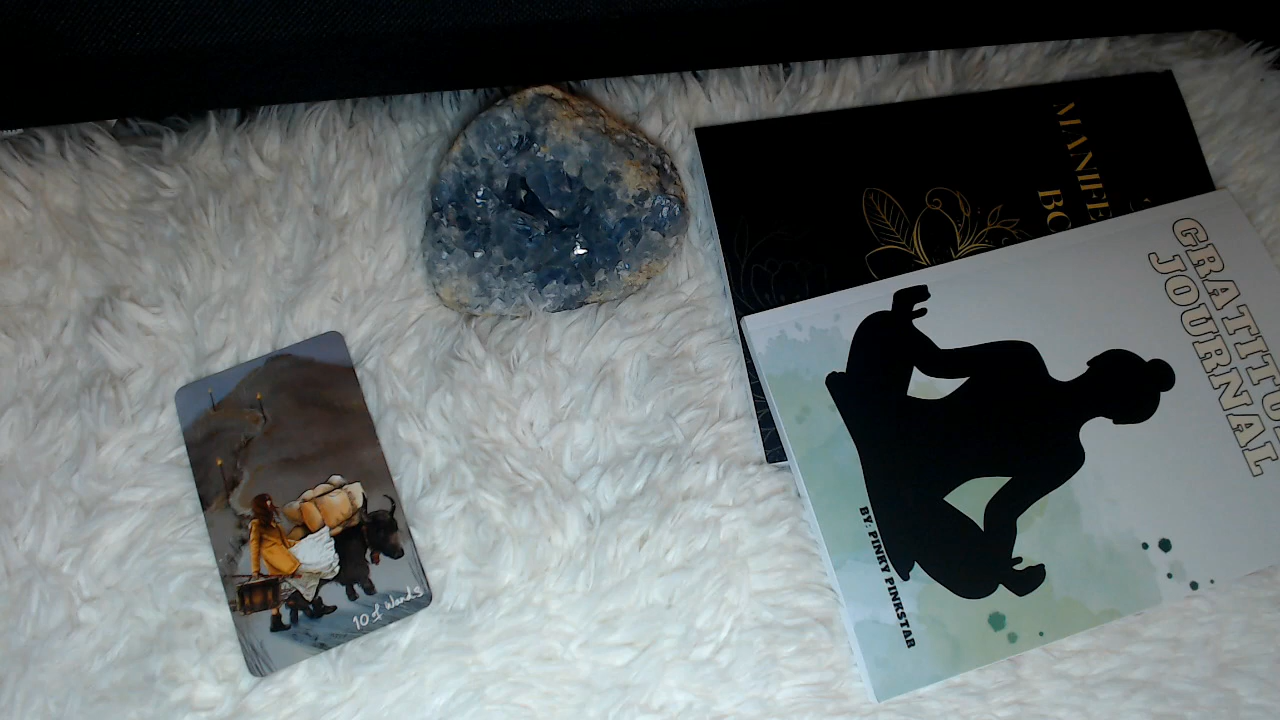 MANIFE
BO
GRATITU
JOURNAL
BY: PINKY PINKSTAR
10 of Wands